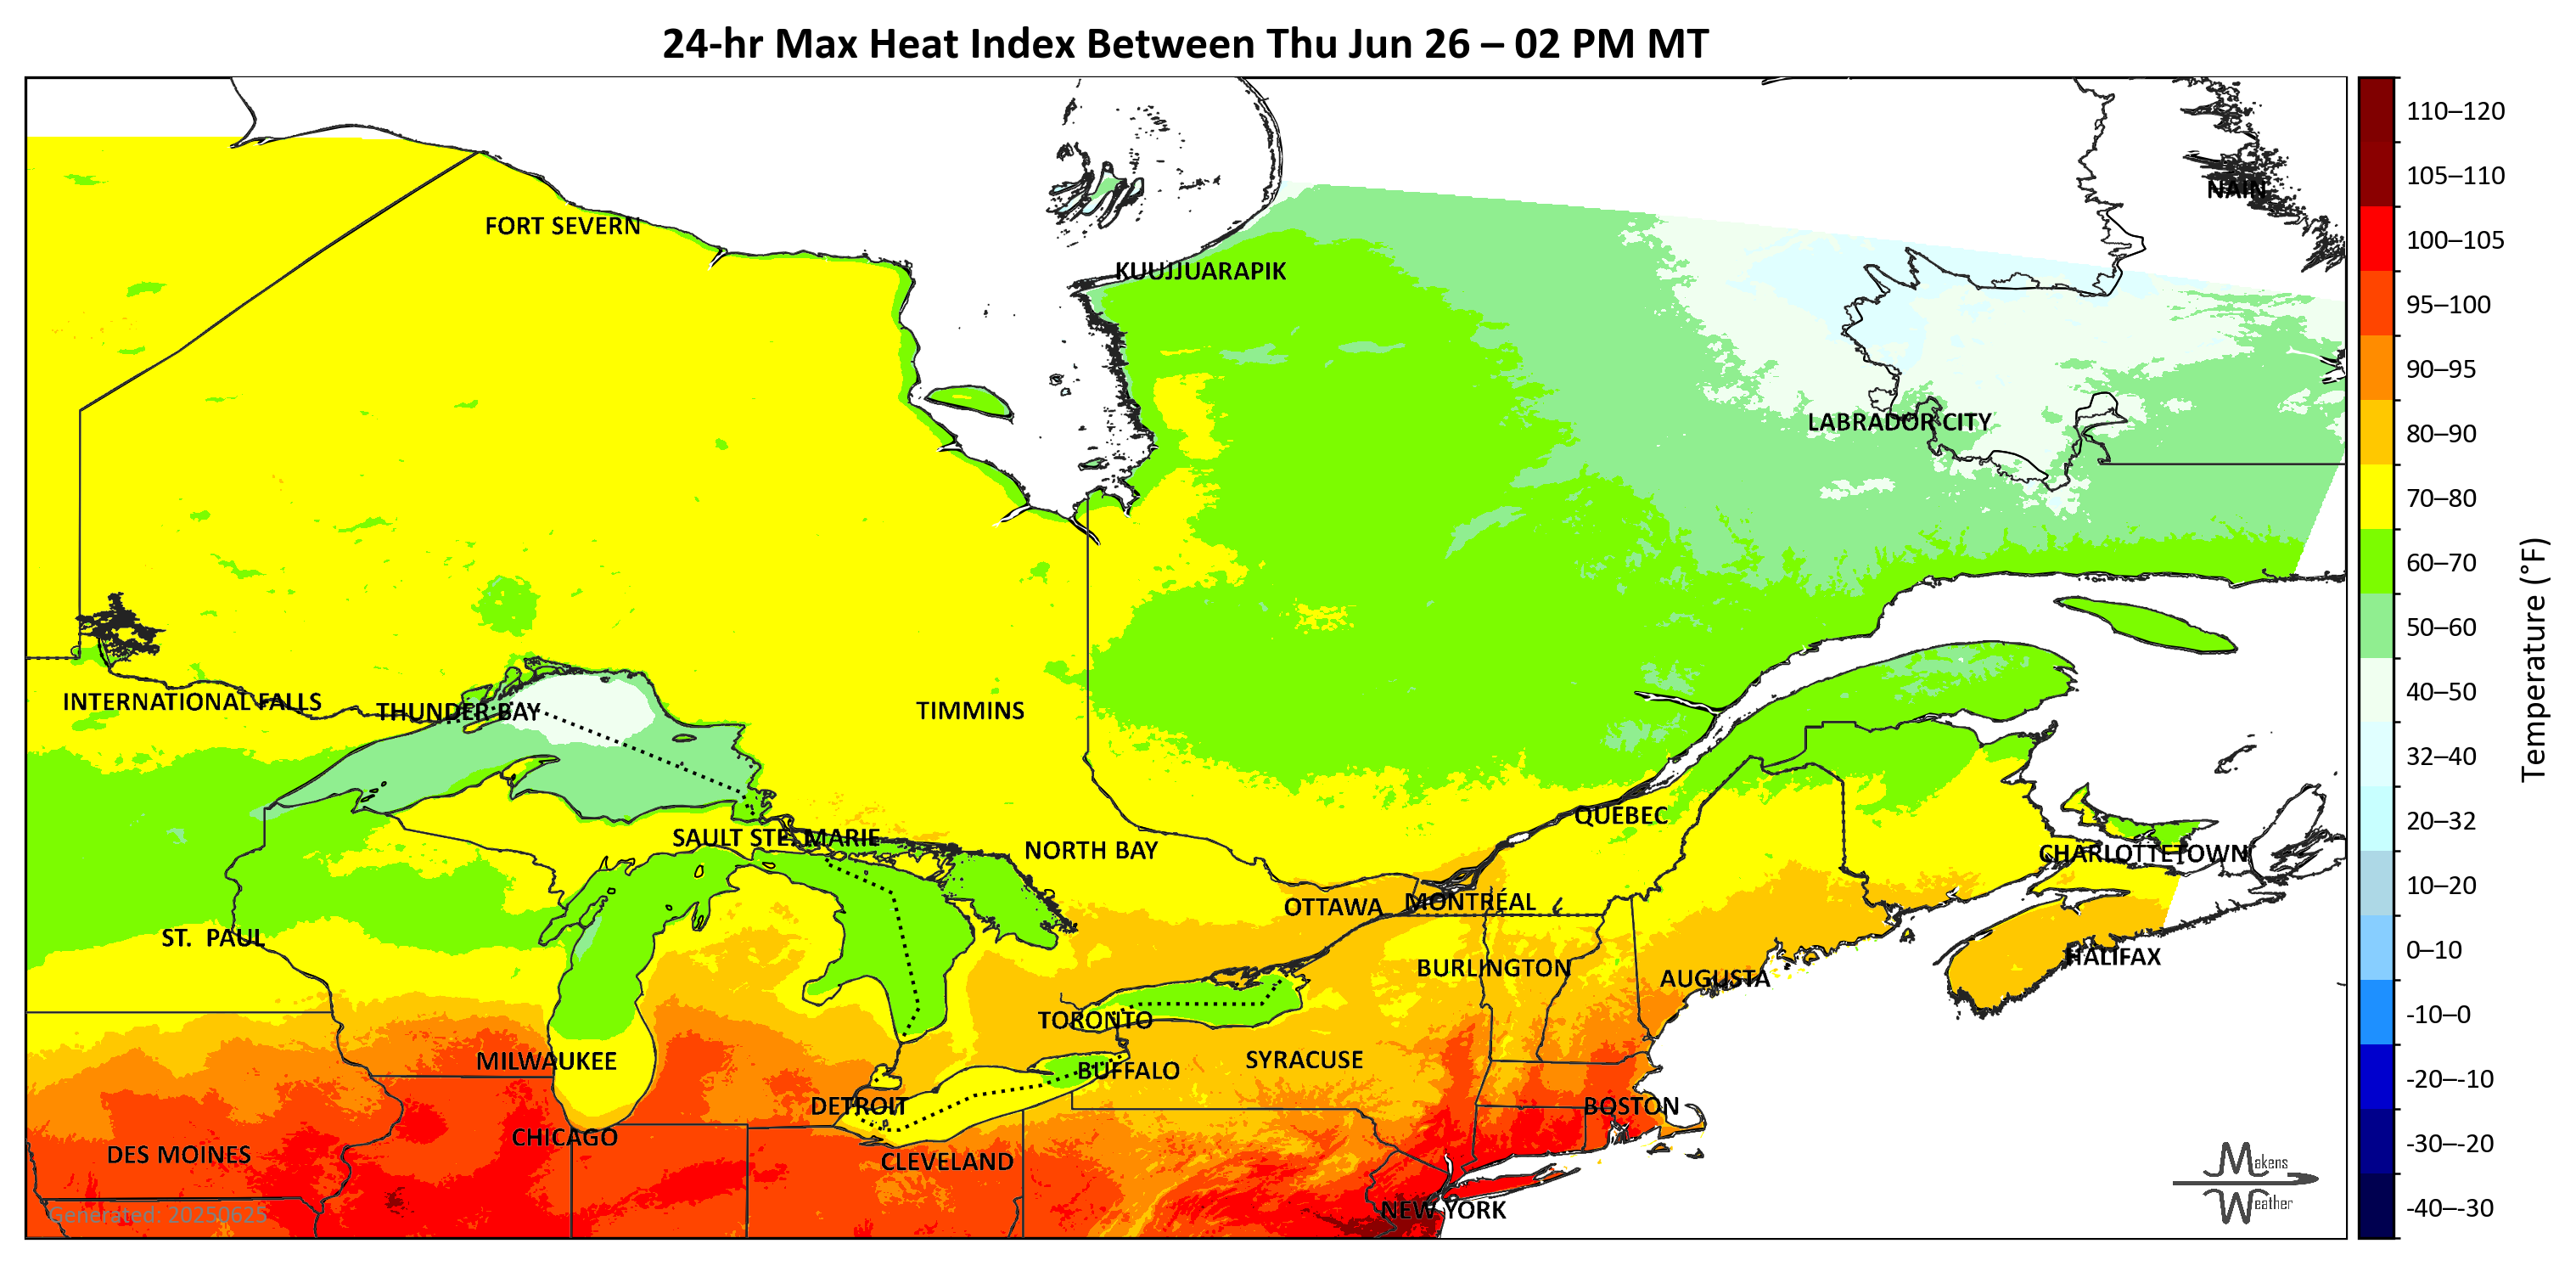 24-hr Max Heat Index Between Thu Jun 26 – 02 PM MT
NAIN
FORT SEVERN
KUUJJUARAPIK
LABRADOR CITY
INTERNATIONAL FALLS
THUNDER BAY
TIMMINS
QUÉBEC
SAULT STE. MARIE
NORTH BAY
CHARLOTTETOWN
OTTAWA
MONTRÉAL
ST. PAUL
HALIFAX
BURLINGTON
AUGUSTA
TORONTO
MILWAUKEE
SYRACUSE
BUFFALO
DETROIT
BOSTON
CHICAGO
DES MOINES
CLEVELAND
NEW YORK
Generated: 20250625
Makens
Weather
110–120
105–110
100–105
95–100
90–95
80–90
70–80
60–70
50–60
40–50
32–40
20–32
10–20
0–10
-10–0
-20–-10
-30–-20
-40–-30
Temperature (°F)